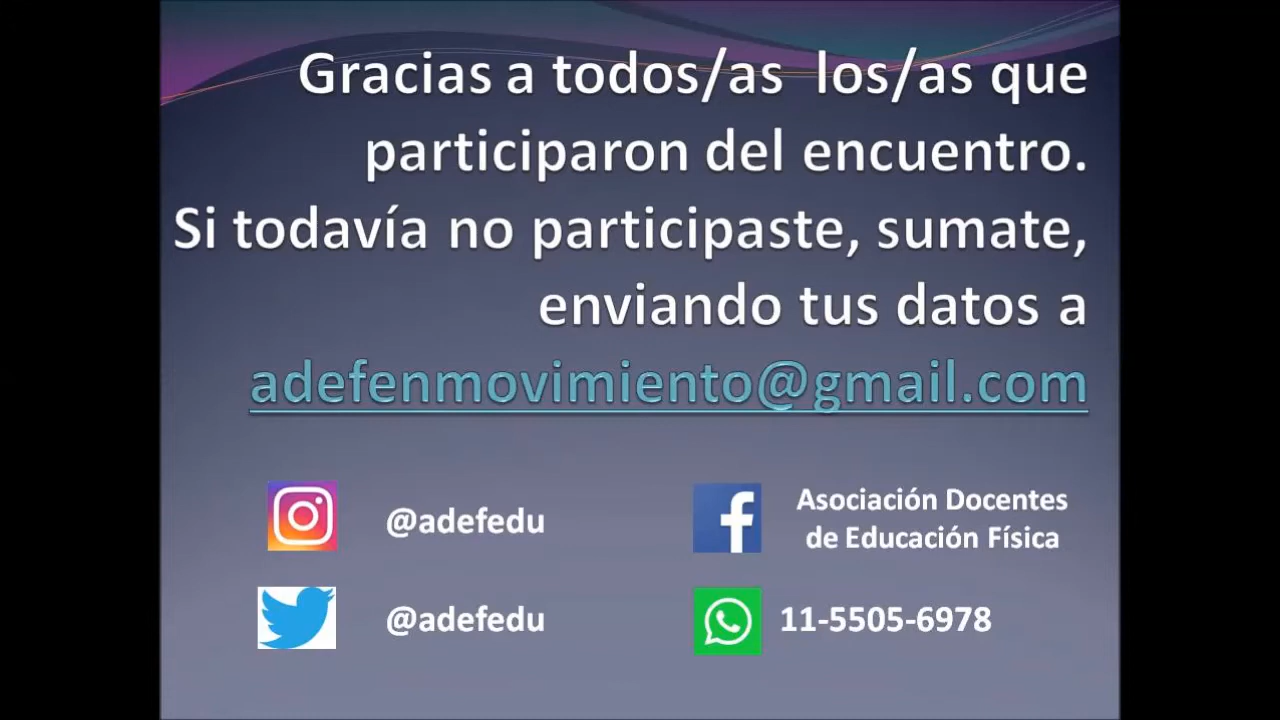 Gracias a todos/as los/as que
participaron del encuentro.
Si todavía no participaste, sumate,
enviando tus datos a
adefenmovimiento@gmail.com
@adefedu
Asociación Docentes
de Educación Física
@adefedu
11-5505-6978